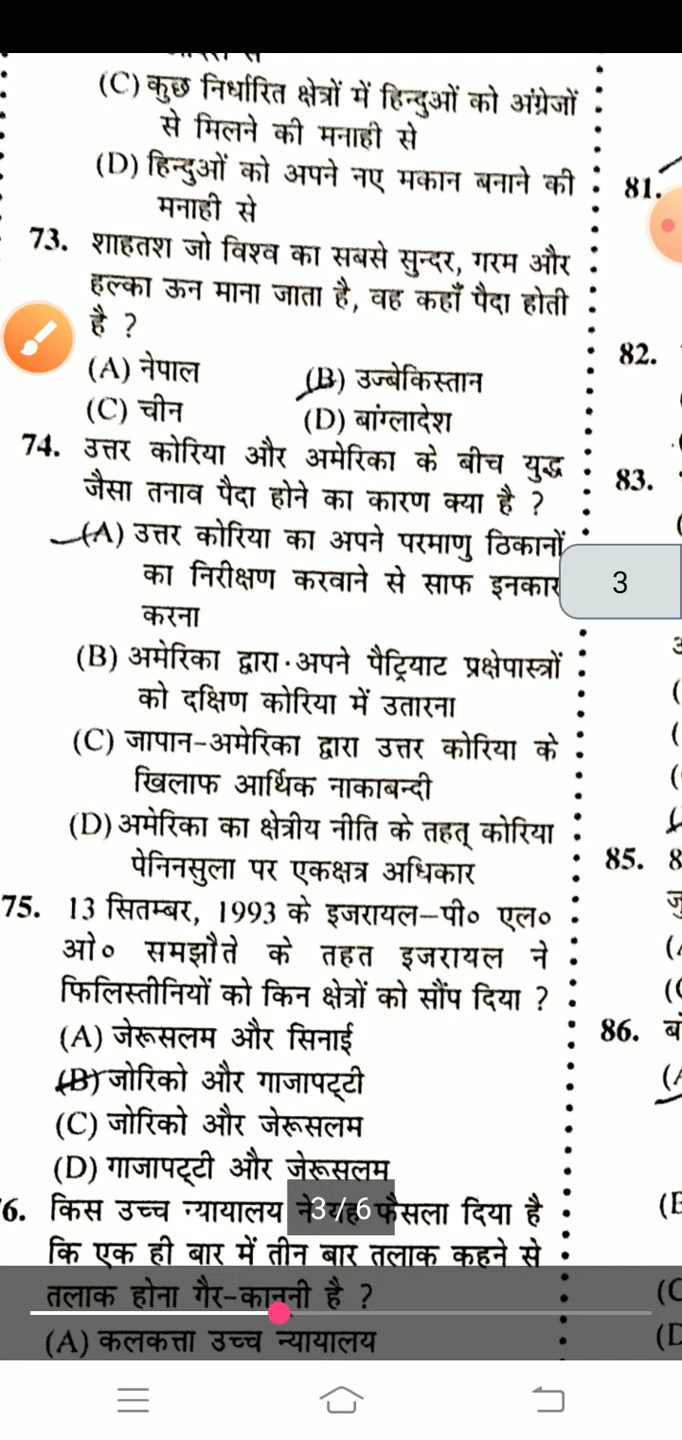 (C) कुछ निर्धारित क्षेत्रों में हिन्दुओं को अंग्रेजों
से मिलने की मनाही से
(D) हिन्दुओं को अपने नए मकान बनाने की
मनाही से
73. शाहतश जो विश्व का सबसे सुन्दर, गरम और
हल्का ऊन माना जाता है, वह कहाँ पैदा होती
है ?
(A) नेपाल (B) उज्बेकिस्तान
(C) चीन (D) बांग्लादेश
74. उत्तर कोरिया और अमेरिका के बीच युद्ध
जैसा तनाव पैदा होने का कारण क्या है ?
(A) उत्तर कोरिया का अपने परमाणु ठिकानों
का निरीक्षण करवाने से साफ इनकार
करना
(B) अमेरिका द्वारा अपने पैट्रियाट प्रक्षेपास्त्रों
को दक्षिण कोरिया में उतारना
(C) जापान-अमेरिका द्वारा उत्तर कोरिया के
खिलाफ आर्थिक नाकाबन्दी
(D) अमेरिका का क्षेत्रीय नीति के तहत् कोरिया
पेनिनसुला पर एकक्षत्र अधिकार
75. 13 सितम्बर, 1993 के इजरायल-पी० एल०
ओ० समझौते के तहत इजरायल ने
फिलिस्तीनियों को किन क्षेत्रों को सौंप दिया ?
(A) जेरूसलम और सिनाई
(B) जोरिको और गाजापट्टी
(C) जोरिको और जेरूसलम
(D) गाजापट्टी और जेरूसलम
6. किस उच्च न्यायालय ने यह फैसला दिया है
कि एक ही बार में तीन बार तलाक कहने से
तलाक होना गैर-काननी है ?
(A) कलकत्ता उच्च न्यायालय
81.
82.
83.
3
85. 8
86.
3 / 6